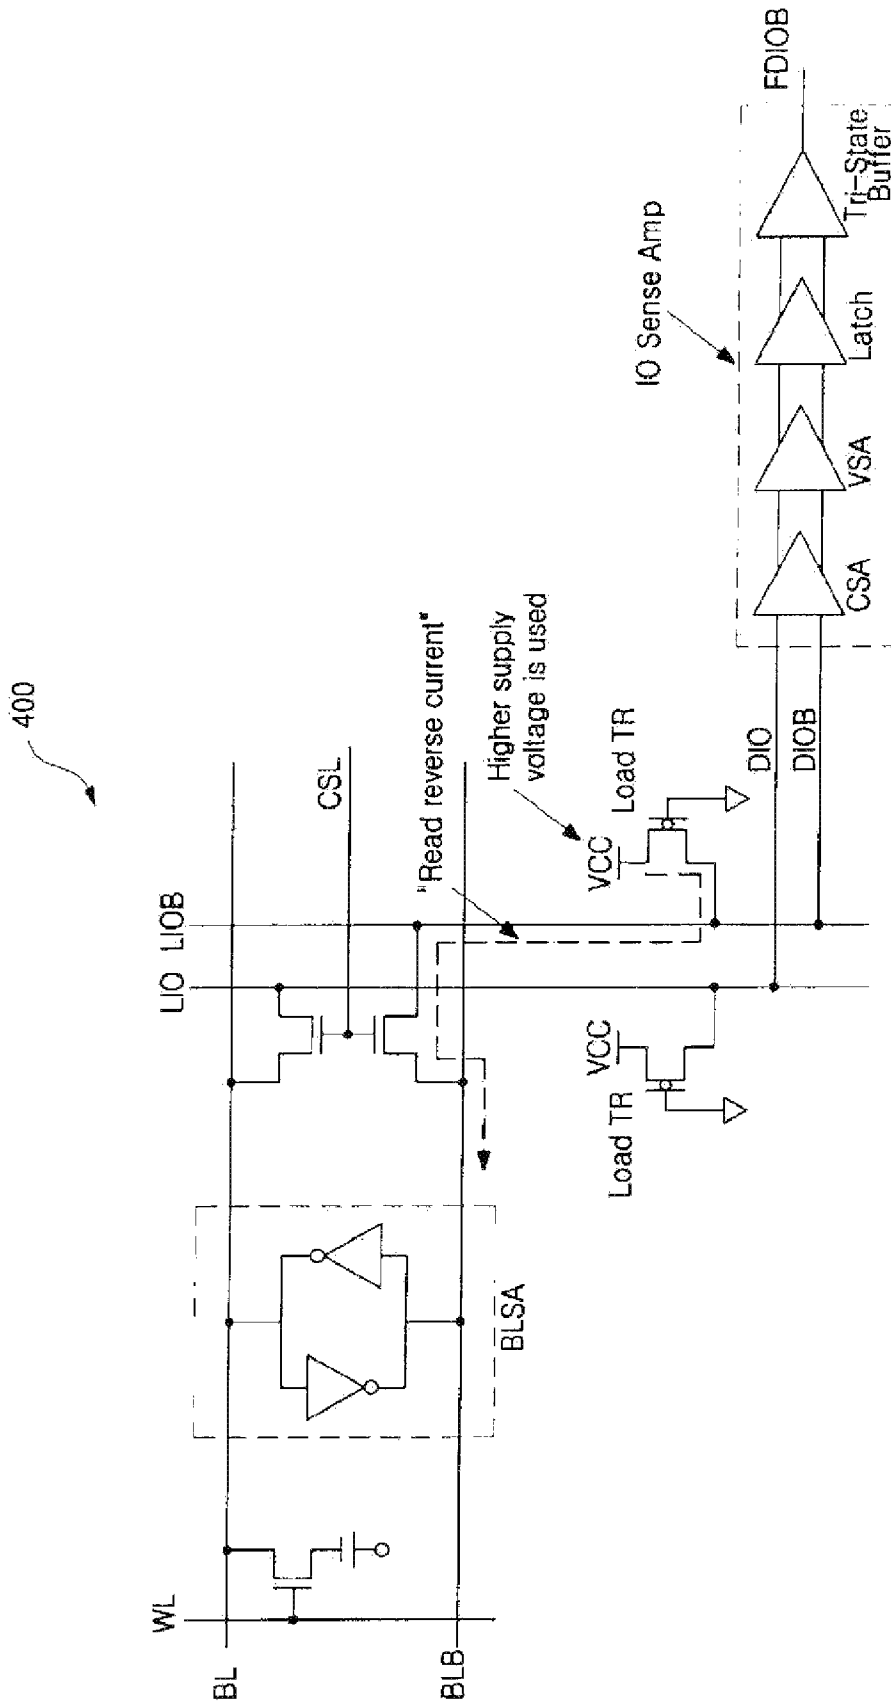 400
WL
BL
BLB
BLSA
LIO
LIOB
CSL
"Read reverse current"
Higher supply
voltage is used
VCC
Load TR
VCC
Load TR
DIO
DIOB
IO Sense Amp
CSA
VSA
Latch
Tri-State
Buffer
FDIOB